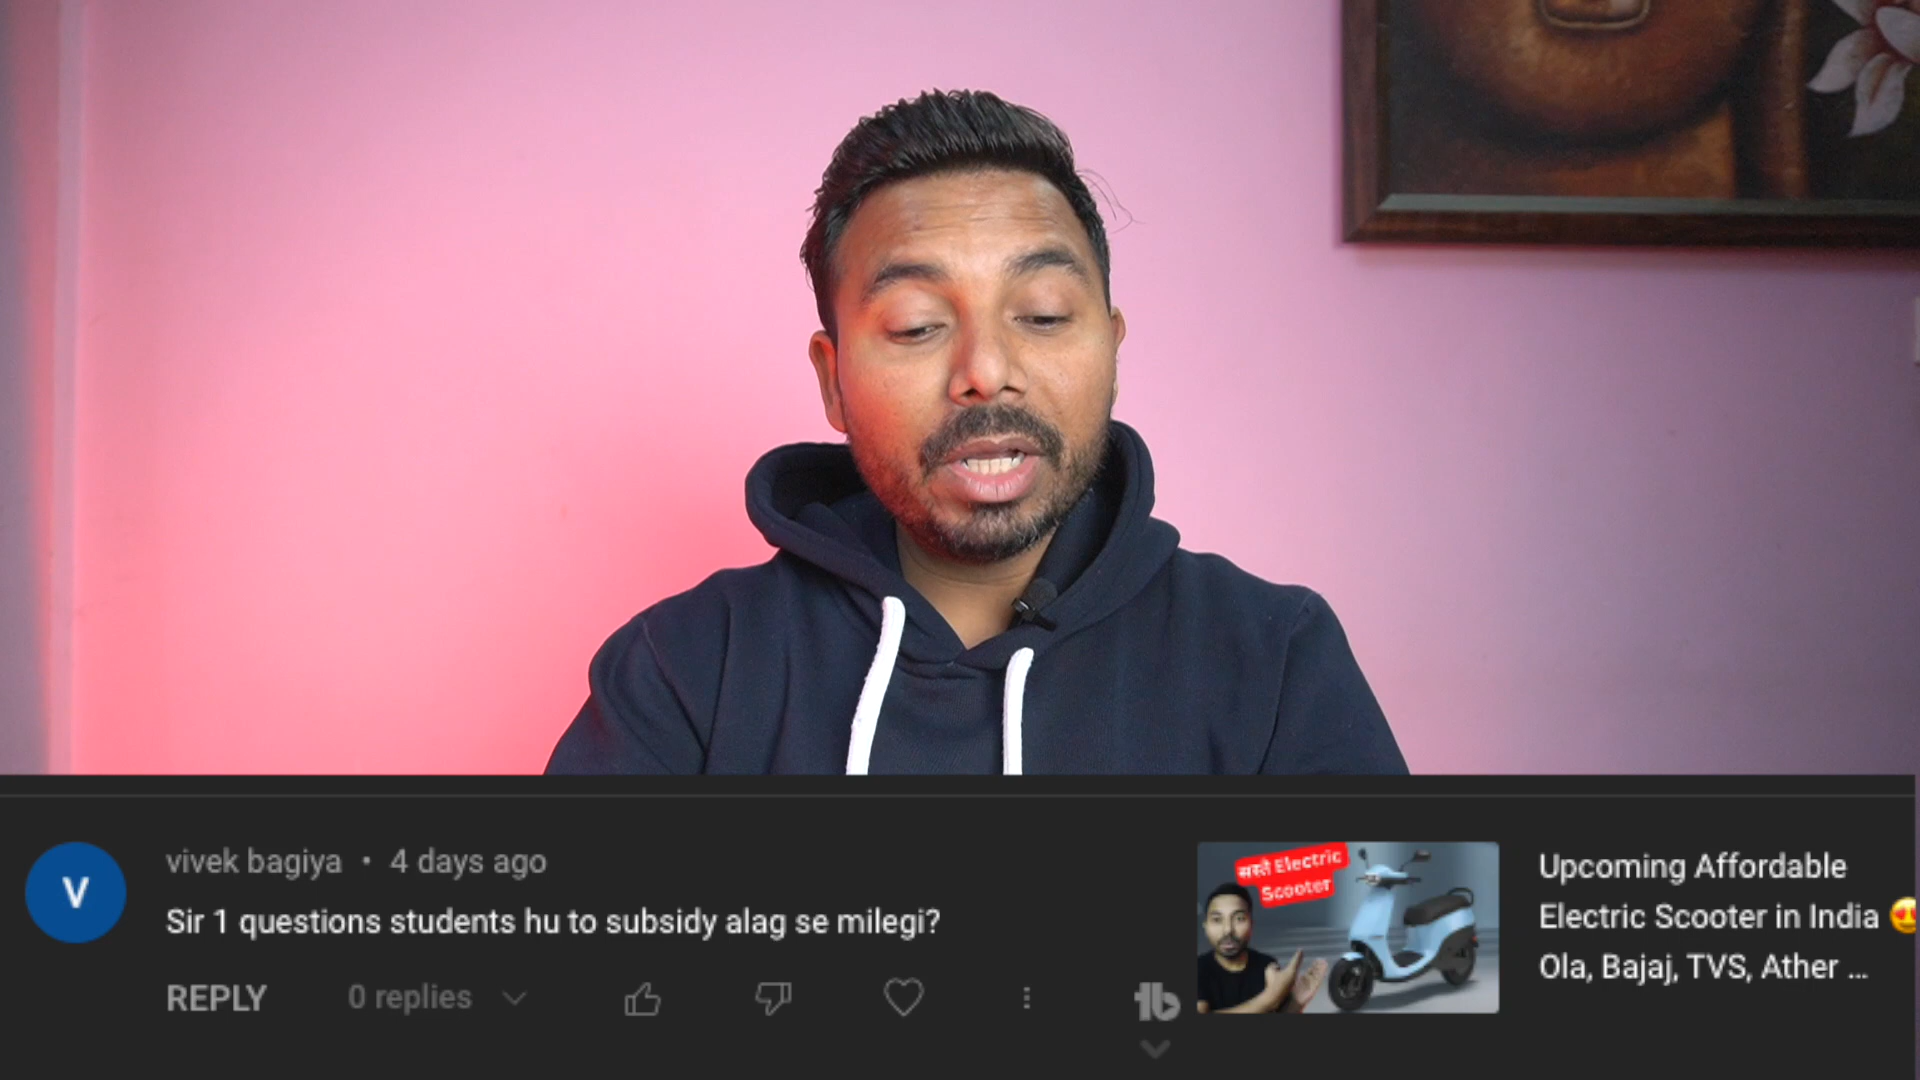 vivek bagiya • 4 days ago
V
Sir 1 questions students hu to subsidy alag se milegi?
REPLY 0 replies
सस्ते Electric
Scooter
Upcoming Affordable
Electric Scooter in India 😍
Ola, Bajaj, TVS, Ather ...